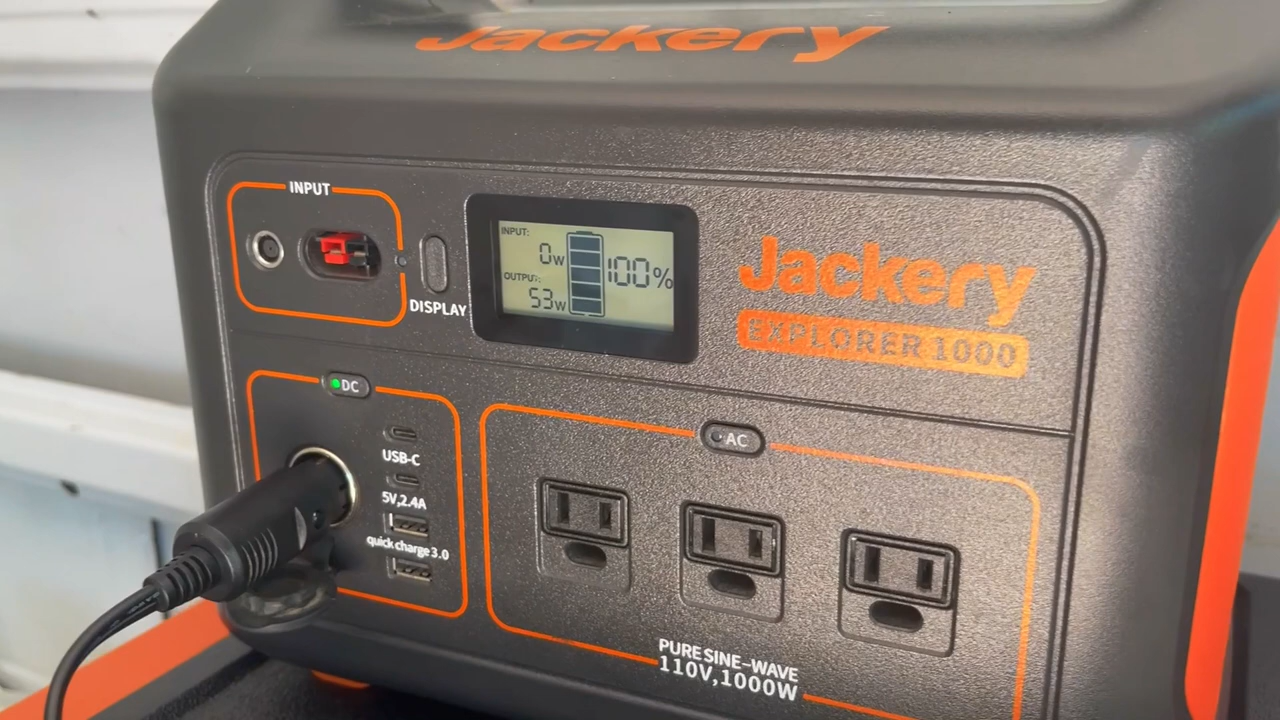 Jackery
INPUT
DISPLAY
INPUT:
0w
OUTPUT:
53w
100%
Jackery
EXPLORER 1000
DC
USB-C
5V,2.4A
quick charge 3.0
AC
PURE SINE-WAVE
110V,1000W